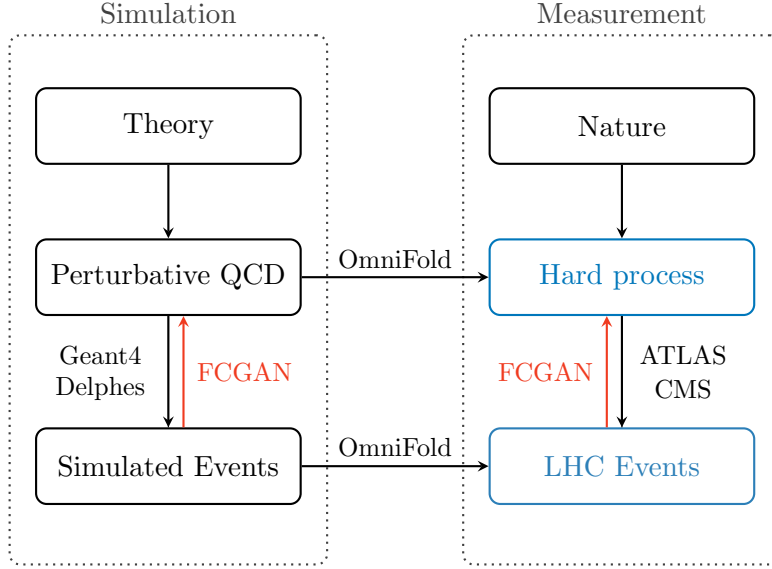 Simulation
Measurement
Theory
Nature
OmniFold
Perturbative QCD
Hard process
Geant4
Delphes
FCGAN
FCGAN
ATLAS
CMS
OmniFold
Simulated Events
LHC Events